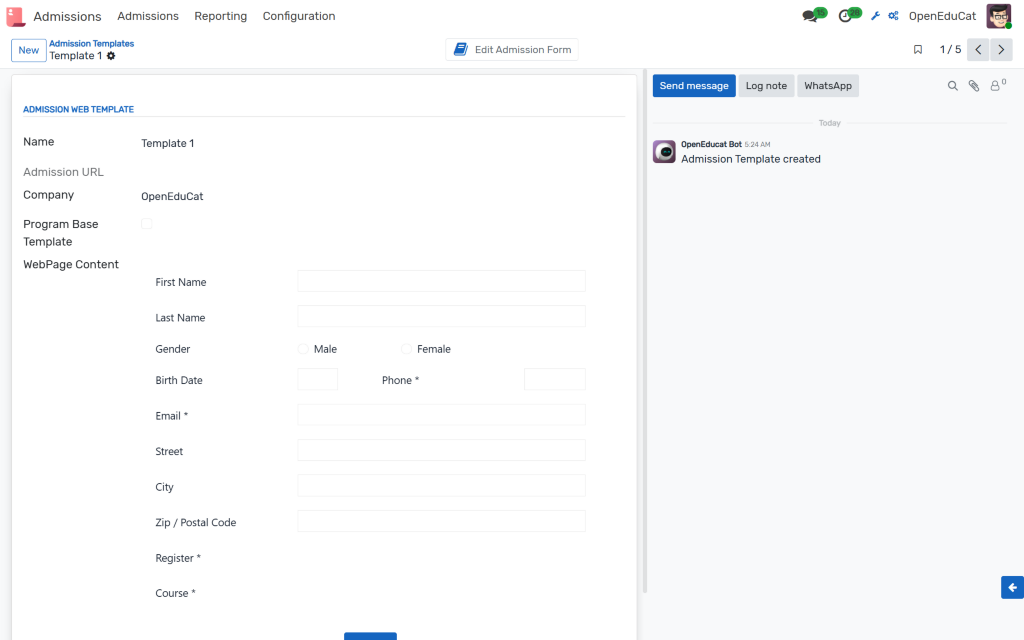 Admissions Admissions Reporting Configuration 15 28 OpenEduCat
New Admission Templates
Template 1
Edit Admission Form
1 / 5
ADMISSION WEB TEMPLATE
Name Template 1
Admission URL
Company OpenEduCat
Program Base
Template
WebPage Content
First Name
Last Name
Gender Male Female
Birth Date Phone *
Email *
Street
City
Zip / Postal Code
Register *
Course *
Send message Log note WhatsApp 0
Today
OpenEducat Bot 5:24 AM
Admission Template created